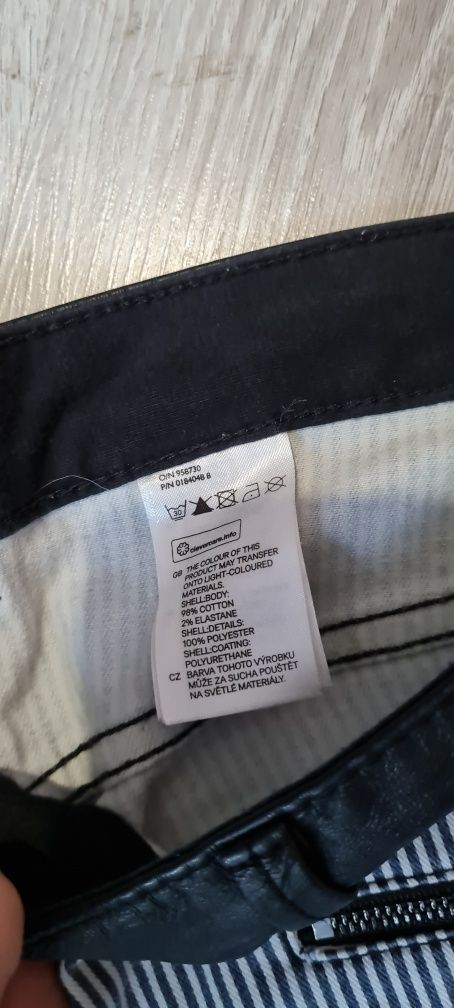 O/N 958730
P/N 0184048 8
30
clevercare.info
GB THE COLOUR OF THIS
PRODUCT MAY TRANSFER
ONTO LIGHT-COLOURED
MATERIALS.
SHELL:BODY:
98% COTTON
2% ELASTANE
SHELL:DETAILS:
100% POLYESTER
SHELL:COATING:
POLYURETHANE
CZ BARVA TOHOTO VÝROBKU
MŮŽE ZA SUCHA POUŠTĚT
NA SVĚTLÉ MATERIÁLY.